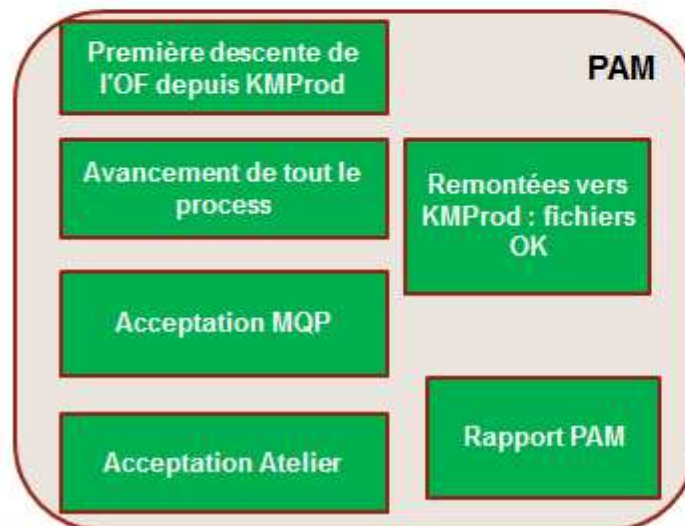 Première descente de
l'OF depuis KMProd
PAM
Avancement de tout le
process
Remontées vers
KMProd : fichiers
OK
Acceptation MQP
Rapport PAM
Acceptation Atelier